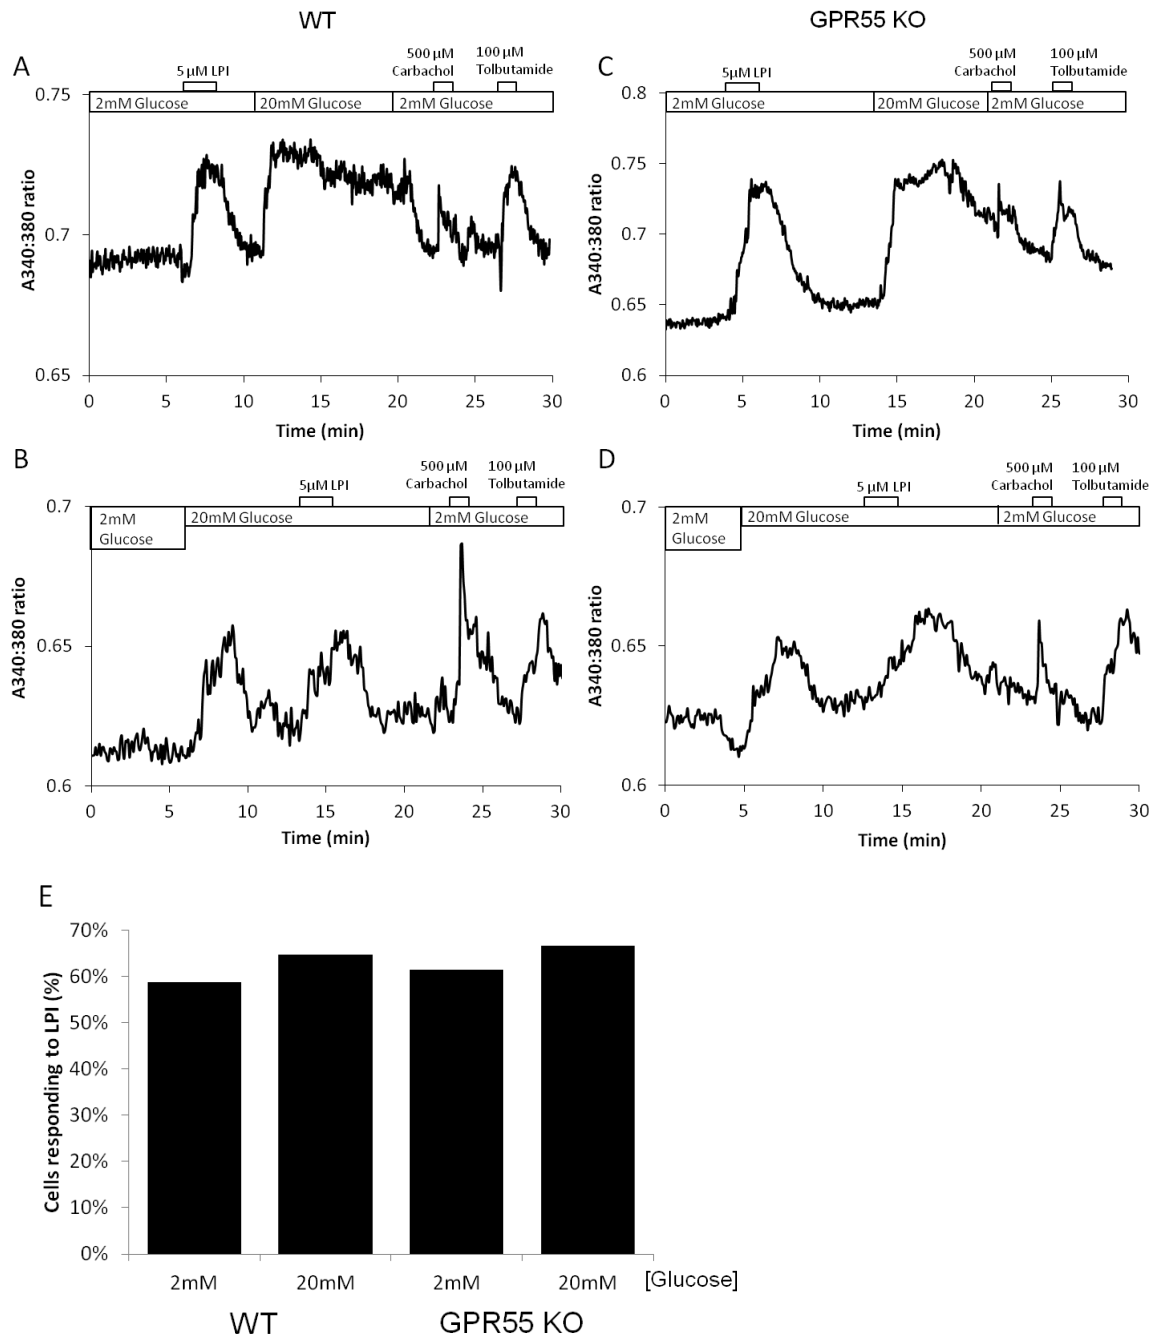 WT
GPR55 KO
A
5 µM LPI
500 µM
Carbachol
100 µM
Tolbutamide
2mM Glucose
20mM Glucose
2mM Glucose
0.75
0.7
0.65
A340:380 ratio
0 5 10 15 20 25 30
Time (min)
C
5µM LPI
500 µM
Carbachol
100 µM
Tolbutamide
2mM Glucose
20mM Glucose
2mM Glucose
0.8
0.75
0.7
0.65
0.6
A340:380 ratio
0 5 10 15 20 25 30
Time (min)
B
5µM LPI
500 µM
Carbachol
100 µM
Tolbutamide
2mM
Glucose
20mM Glucose
2mM Glucose
0.7
0.65
0.6
A340:380 ratio
0 5 10 15 20 25 30
Time (min)
D
5 µM LPI
500 µM
Carbachol
100 µM
Tolbutamide
2mM
Glucose
20mM Glucose
2mM Glucose
0.7
0.65
0.6
A340:380 ratio
0 5 10 15 20 25 30
Time (min)
E
70%
60%
50%
40%
30%
20%
10%
0%
Cells responding to LPI (%)
2mM 20mM 2mM 20mM [Glucose]
WT GPR55 KO